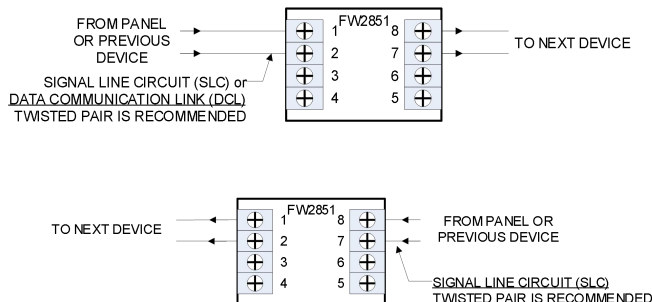 FROM PANEL
OR PREVIOUS
DEVICE
SIGNAL LINE CIRCUIT (SLC) or
DATA COMMUNICATION LINK (DCL)
TWISTED PAIR IS RECOMMENDED
FW2851
1 8
2 7
3 6
4 5
TO NEXT DEVICE
TO NEXT DEVICE
FW2851
1 8
2 7
3 6
4 5
FROM PANEL OR
PREVIOUS DEVICE
SIGNAL LINE CIRCUIT (SLC)
TWISTED PAIR IS RECOMMENDED